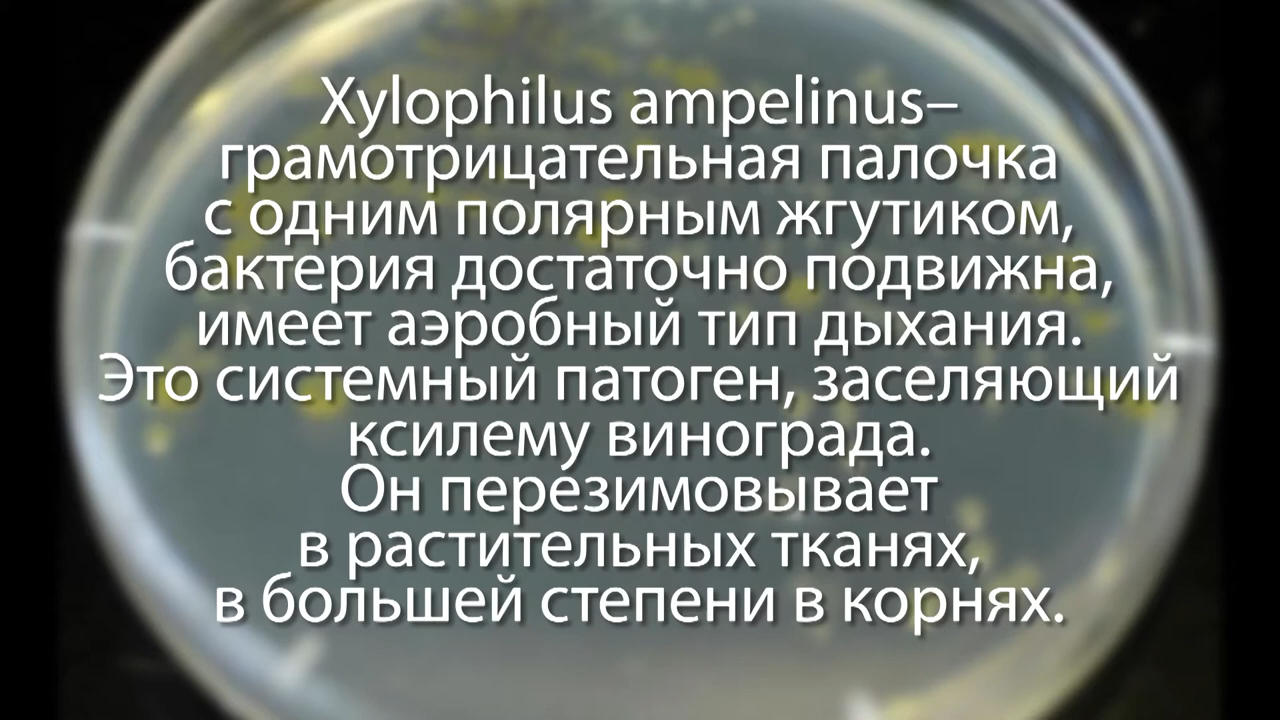 Xylophilus ampelinus–
грамотрицательная палочка
с одним полярным жгутиком,
бактерия достаточно подвижна,
имеет аэробный тип дыхания.
Это системный патоген, заселяющий
ксилему винограда.
Он перезимовывает
в растительных тканях,
в большей степени в корнях.